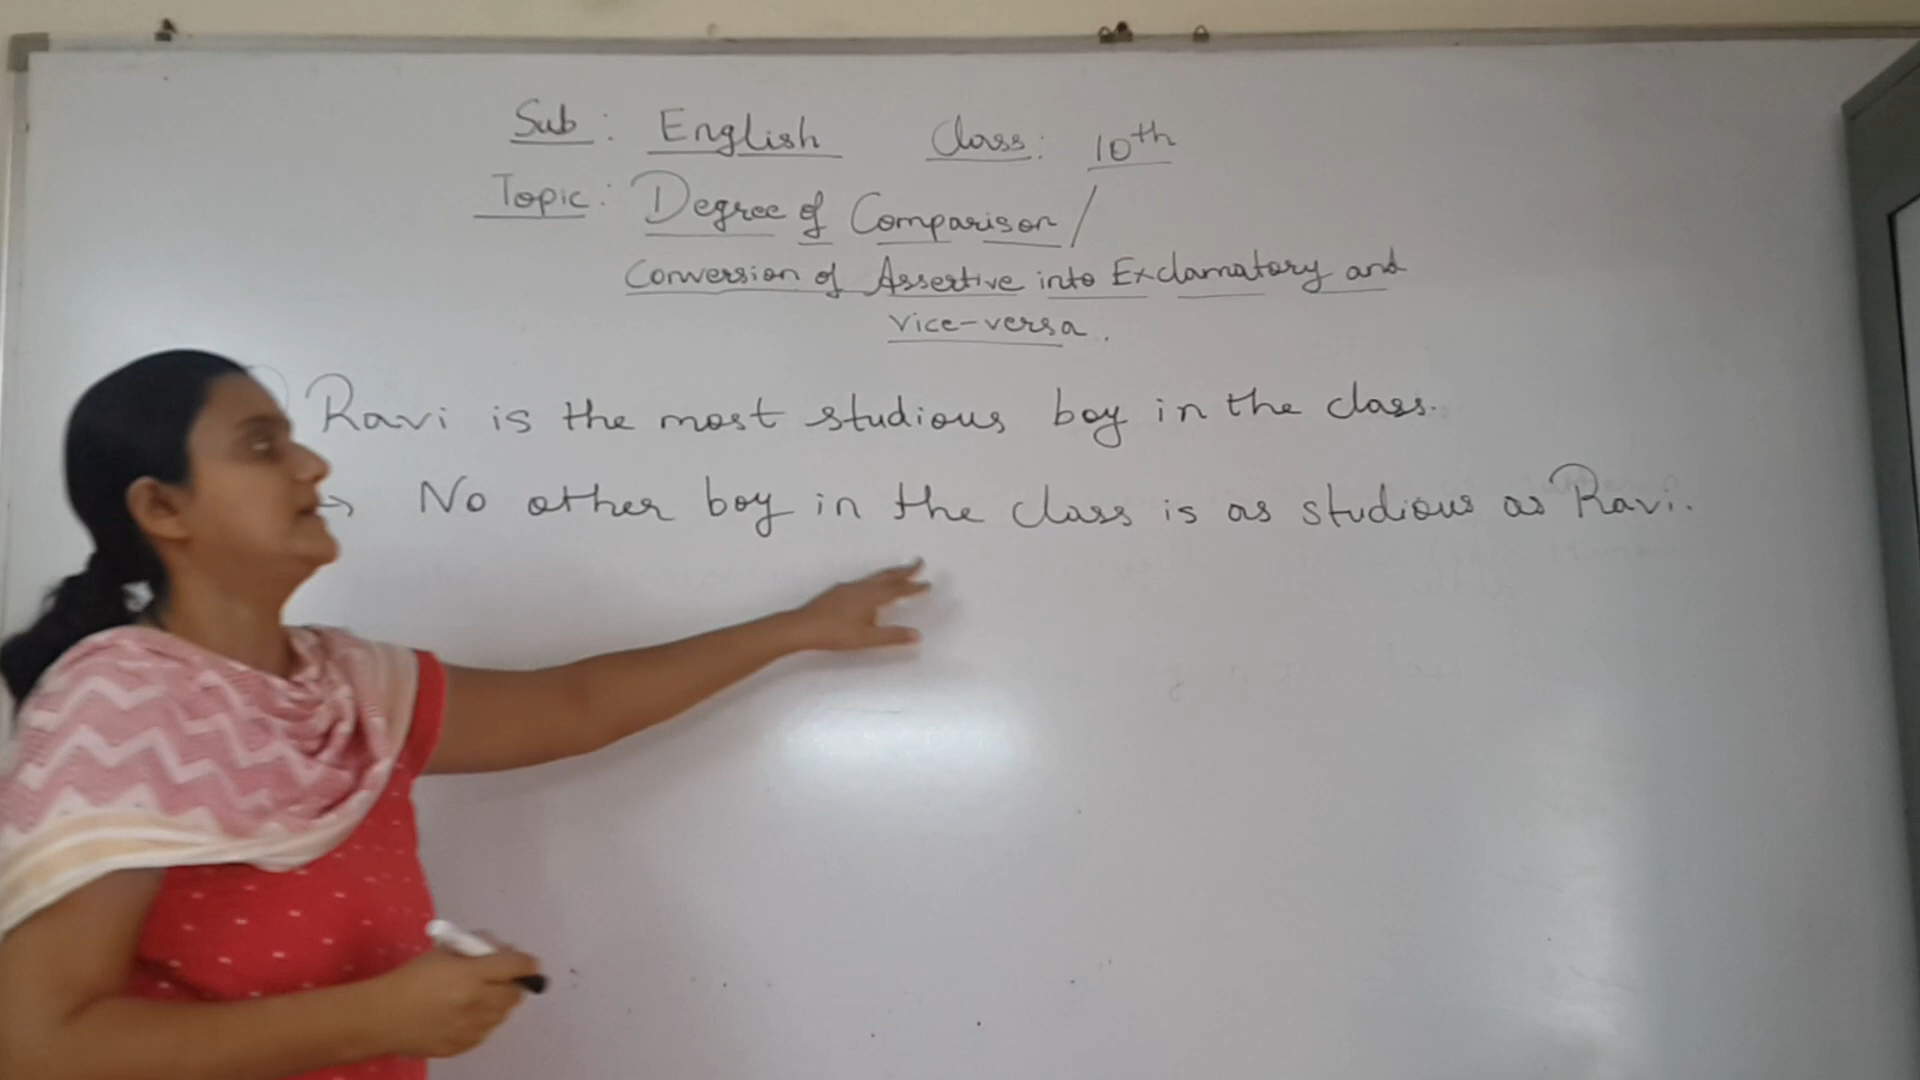 Sub: English Class: 10th
Topic: Degree of Comparison/
Conversion of Assertive into Exclamatory and
vice-versa.
Ravi is the most studious boy in the class.
→ No other boy in the class is as studious as Ravi.